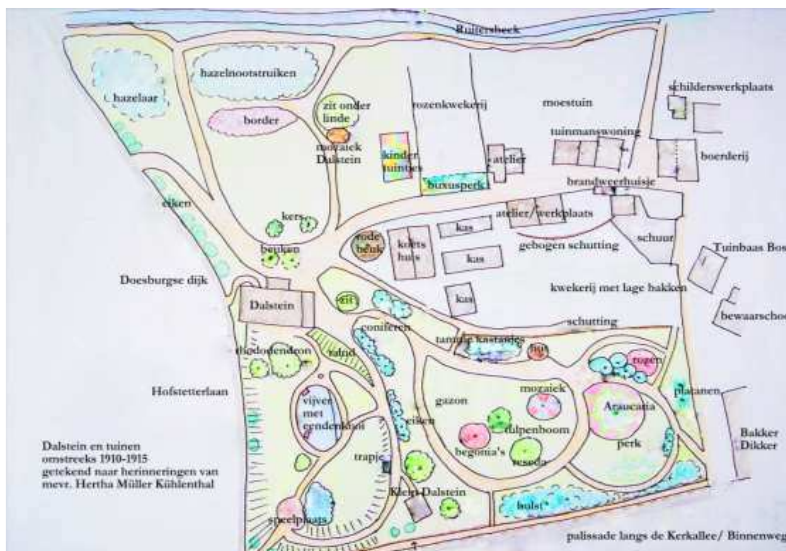 Ruitersbeek
hazelaar
hazelnootstruiken
border
zit onder
linde
mozaiek
Dalstein
kinder
tuintjes
rozenkwekerij
buxusperk
moestuin
atelier
tuinmanswoning
schilderswerkplaats
boerderij
brandweerhuisje
eiken
kers
beuken
rode
beuk
koets
huis
kas
kas
kas
atelier/werkplaats
gebogen schutting
schuur
Tuinbaas Bos
bewaarschoo
kwekerij met lage bakken
schutting
Doesburgse dijk
Dalstein
zit
coniferen
tamme kastanjes
hut
rozen
rhododendron
talud
Hofstetterlaan
vijver
met
eendenkooi
eiken
gazon
mozaiek
tulpenboom
begonia's
reseda
Araucaria
perk
platanen
Bakker
Dikker
trapje
Klein Dalstein
speelplaats
hulst
Dalstein en tuinen
omstreeks 1910-1915
getekend naar herinneringen van
mevr. Hertha Müller Kühlenthal
palissade langs de Kerkallee/ Binnenweg